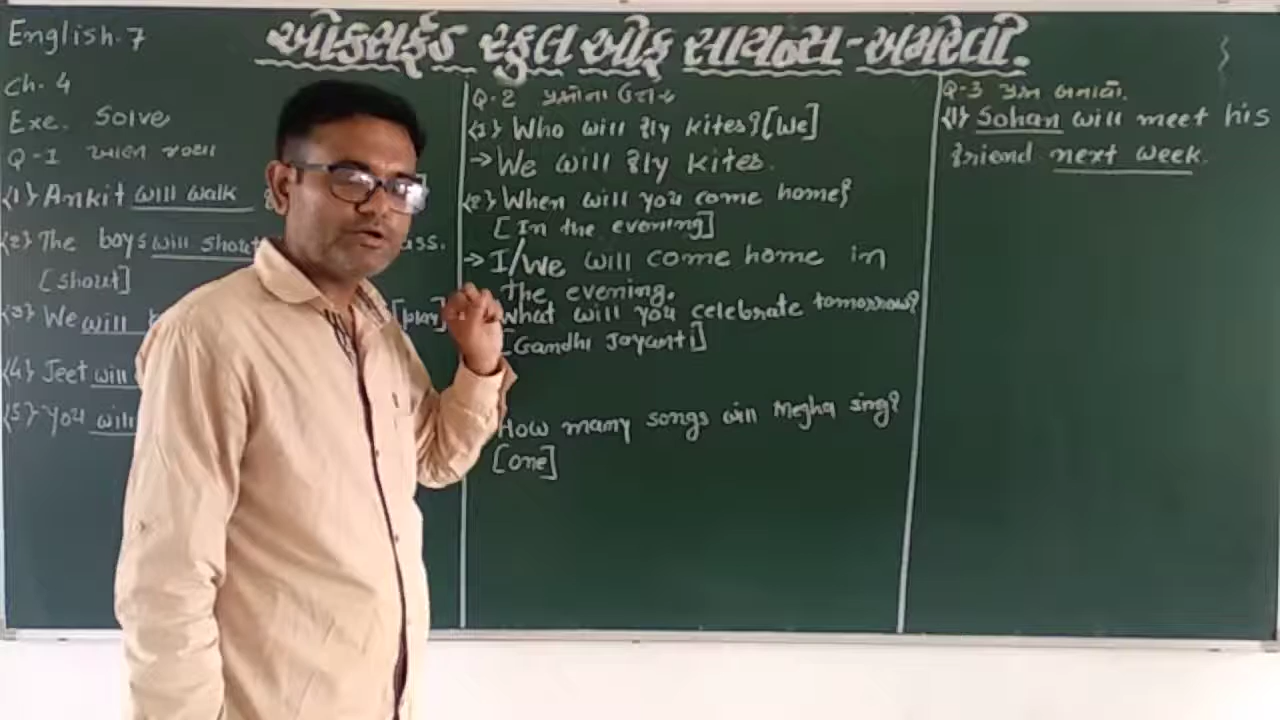 English. 7
ઓક્સફર્ડ સ્કુલ ઓફ સાયન્સ - અમરેલી.
Ch. 4
Exe. Solve
Q-1 ખાલી જગ્યા
(1) Ankit will walk
(2) The boys will shout ass.
[shout]
(3) We will [play]
(4) Jeet will
(5) You will
Q-2 પ્રશ્નોના ઉત્તર
(1) Who will fly kites? [We]
→ We will fly kites.
(2) When will you come home?
[In the evening]
→ I/We will come home in
the evening.
What will you celebrate tomorrow?
[Gandhi Jayanti]
How many songs will Megha sing?
[one]
Q-3 પ્રશ્ન બનાવો.
(1) Sohan will meet his
friend next week.